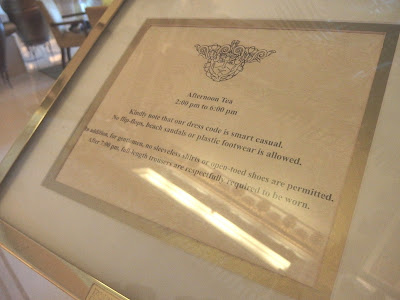 Afternoon Tea
2:00 pm to 6:00 pm
Kindly note that our dress code is smart casual.
No flip-flops, beach sandals or plastic footwear is allowed.
In addition, for gentlemen, no sleeveless shirts or open-toed shoes are permitted.
After 7:00 pm, full-length trousers are respectfully required to be worn.